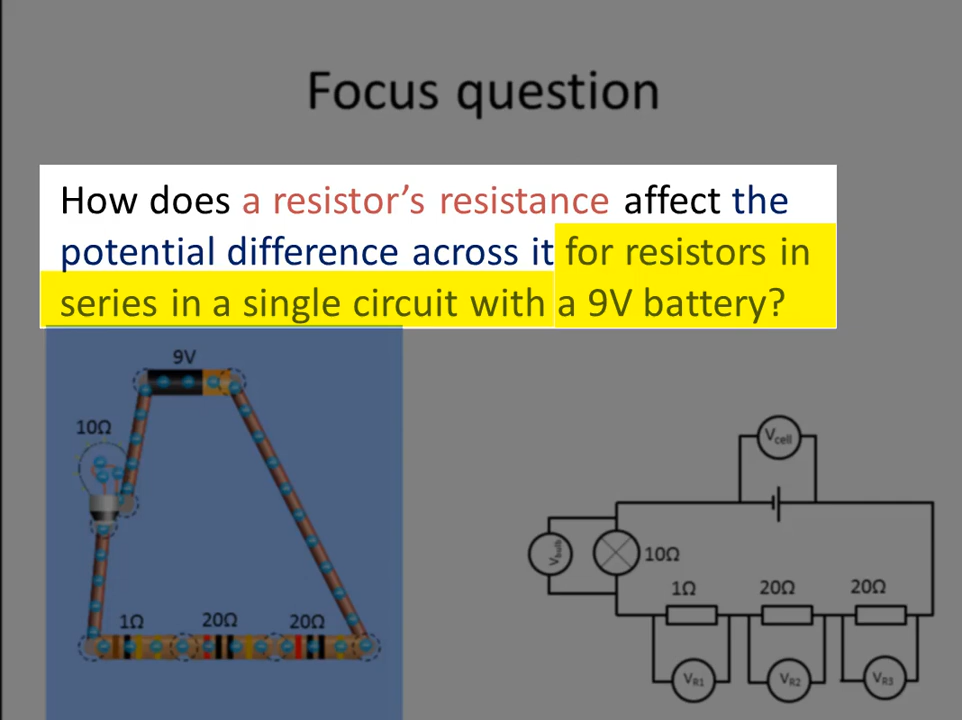 Focus question
How does a resistor’s resistance affect the
potential difference across it for resistors in
series in a single circuit with a 9V battery?
9V
10Ω
1Ω
20Ω
20Ω
Vcell
Vbulb
10Ω
1Ω
20Ω
20Ω
VR1
VR2
VR3